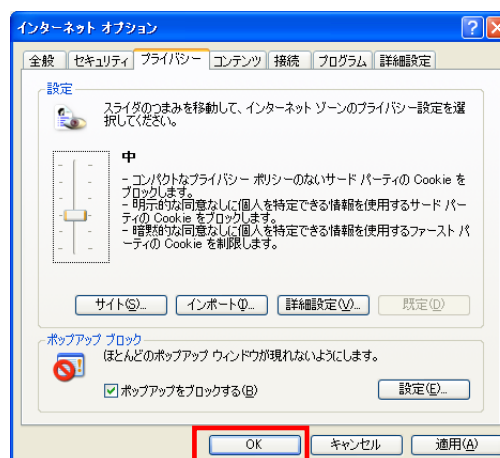 インターネット オプション
全般 セキュリティ プライバシー コンテンツ 接続 プログラム 詳細設定
設定
スライダのつまみを移動して、インターネット ゾーンのプライバシー設定を選
択してください。
中
- コンパクトなプライバシー ポリシーのないサード パーティの Cookie を
ブロックします。
- 明示的な同意なしに個人を特定できる情報を使用するサード パー
ティの Cookie をブロックします。
- 暗黙的な同意なしに個人を特定できる情報を使用するファースト パ
ーティの Cookie を制限します。
サイト(S)... インポート(I)... 詳細設定(V)... 既定(D)
ポップアップ ブロック
ほとんどのポップアップ ウィンドウが現れないようにします。
ポップアップをブロックする(B) 設定(E)...
OK キャンセル 適用(A)